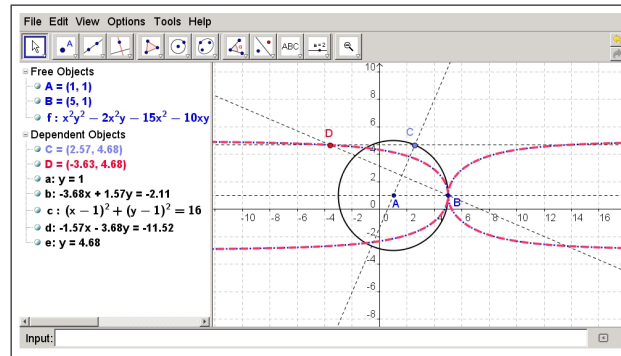 File Edit View Options Tools Help
A ABC a=2
Free Objects
A = (1, 1)
B = (5, 1)
f : x²y² − 2x²y − 15x² − 10xy
Dependent Objects
C = (2.57, 4.68)
D = (-3.63, 4.68)
a: y = 1
b: -3.68x + 1.57y = -2.11
c : (x − 1)² + (y − 1)² = 16
d: -1.57x - 3.68y = -11.52
e: y = 4.68
10
8
6
D C
4
2
A B
0
-10 -8 -6 -4 -2 0 2 4 6 8 10 12 14 16
-2
-4
-6
-8
Input: